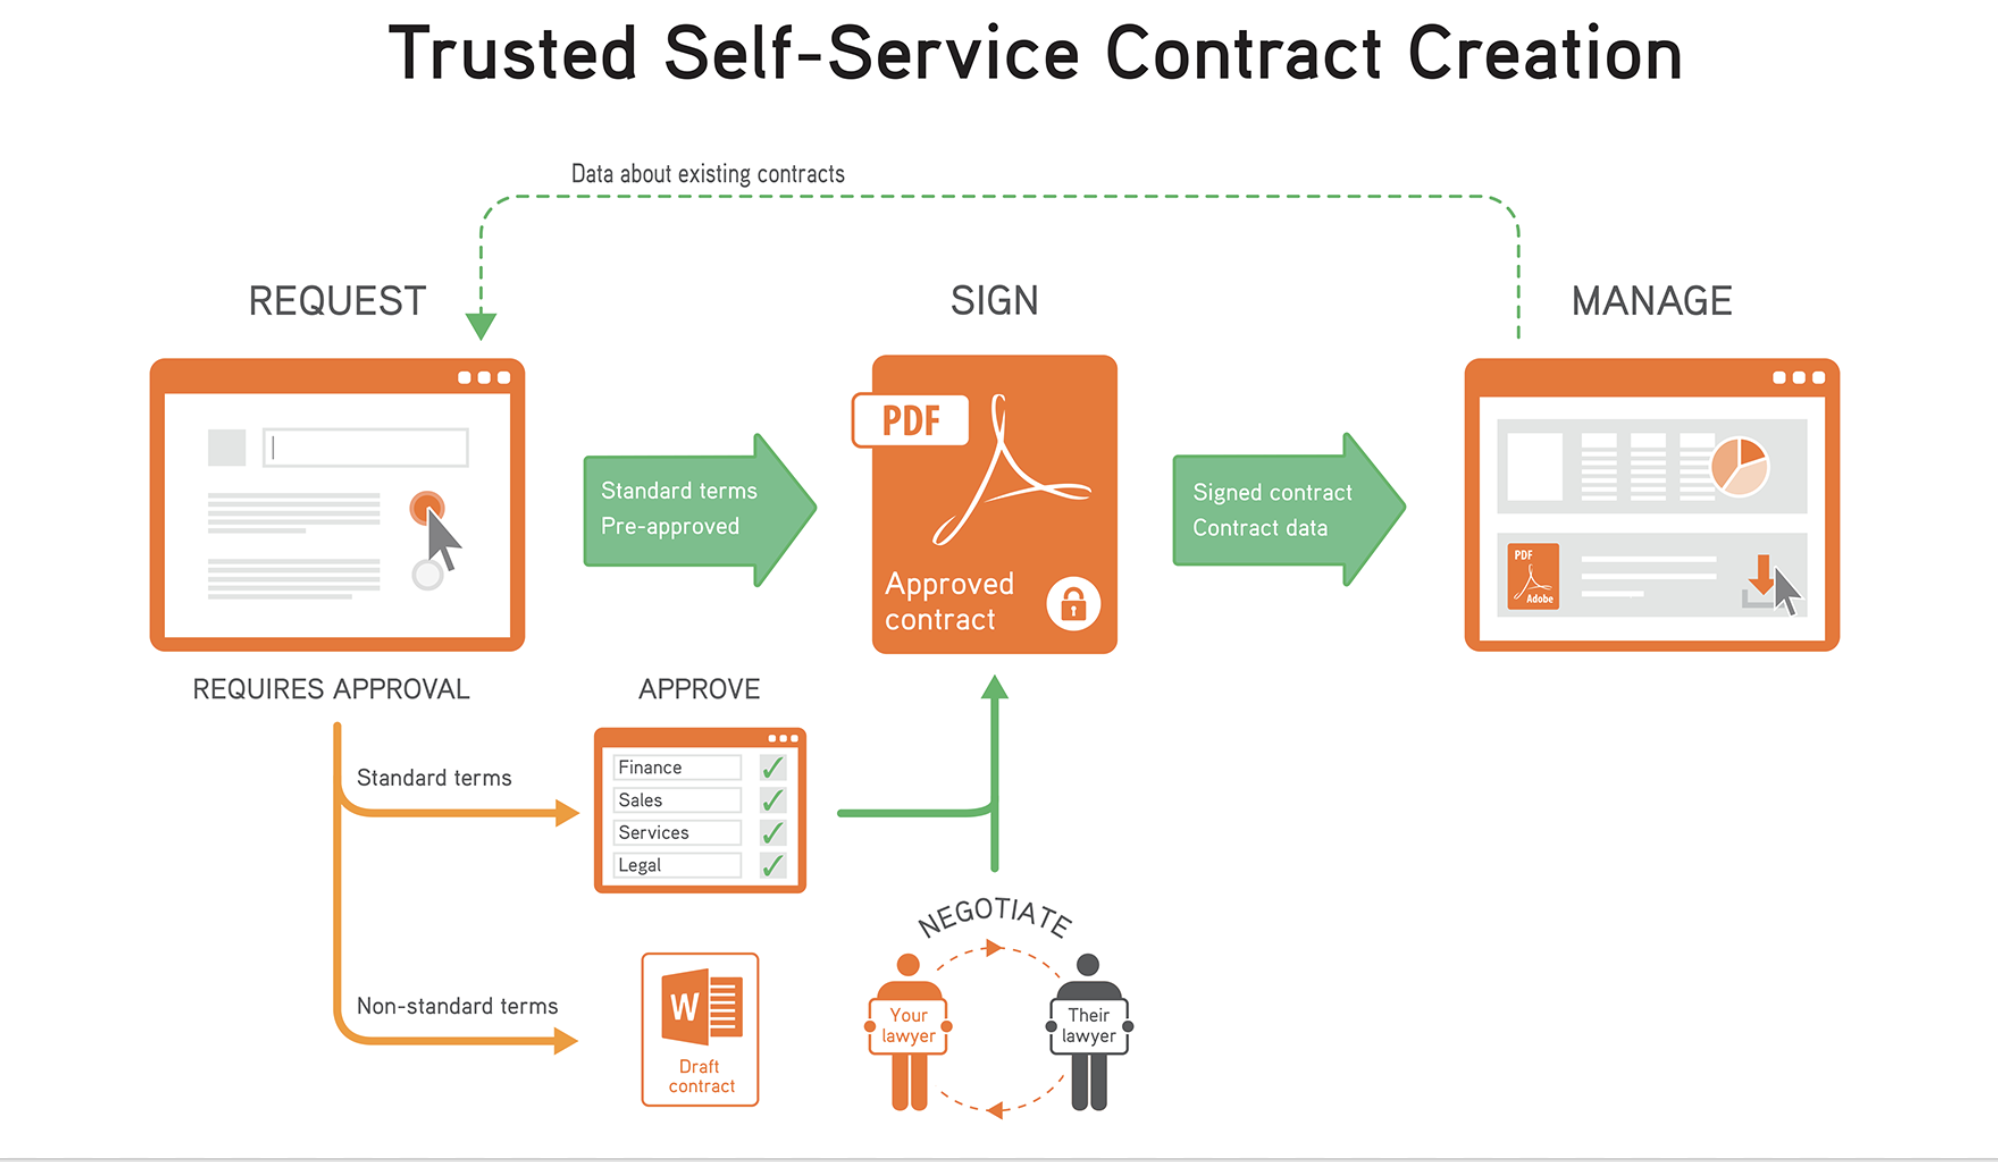 Trusted Self-Service Contract Creation
Data about existing contracts
REQUEST
SIGN
MANAGE
PDF
Standard terms
Pre-approved
Signed contract
Contract data
Approved
contract
PDF
Adobe
REQUIRES APPROVAL
APPROVE
Standard terms
Finance
Sales
Services
Legal
NEGOTIATE
Non-standard terms
W
Draft
contract
Your
lawyer
Their
lawyer